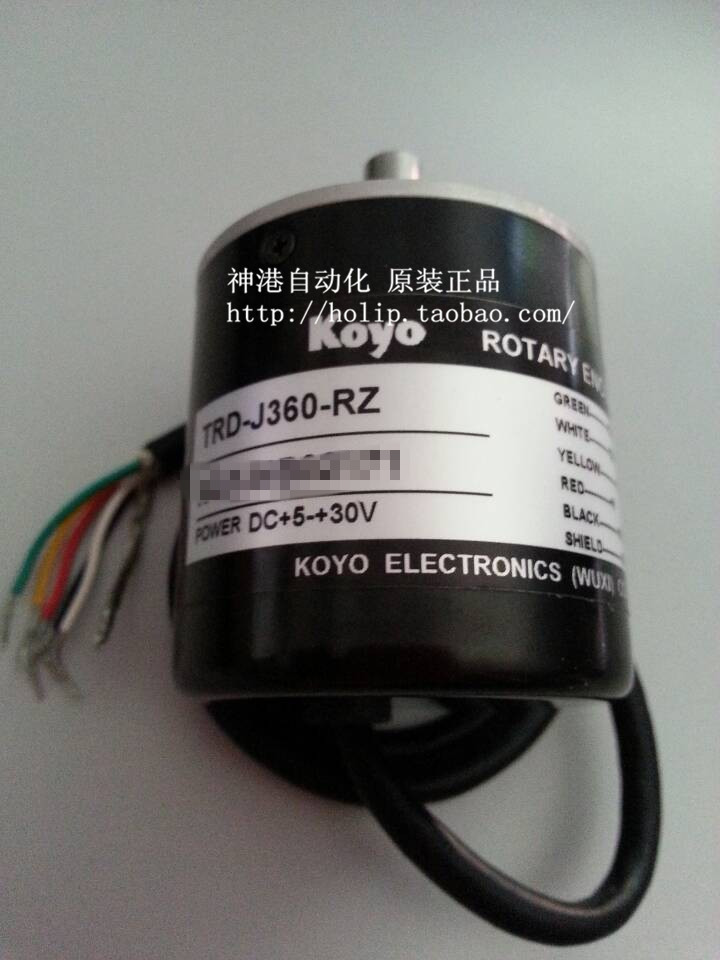 神港自动化 原装正品
http://holip.taobao.com/
Koyo
ROTARY
TRD-J360-RZ
POWER DC+5-+30V
GREEN
WHITE
YELLOW
RED
BLACK
SHIELD
KOYO ELECTRONICS (WUXI)